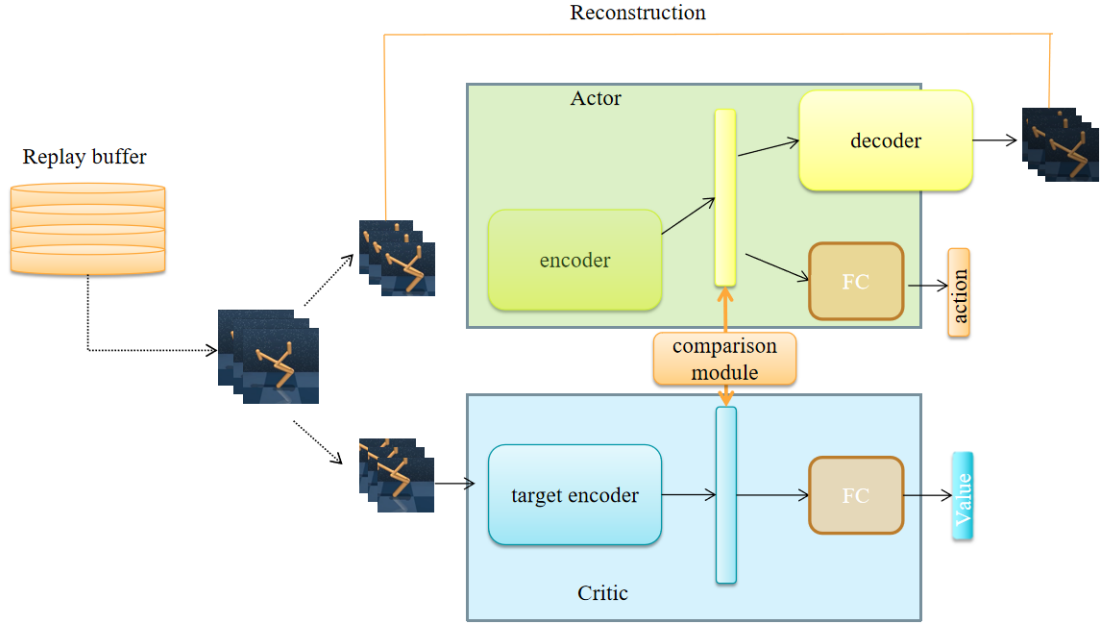 Reconstruction
Actor
decoder
Replay buffer
encoder
FC
action
comparison
module
target encoder
FC
Value
Critic